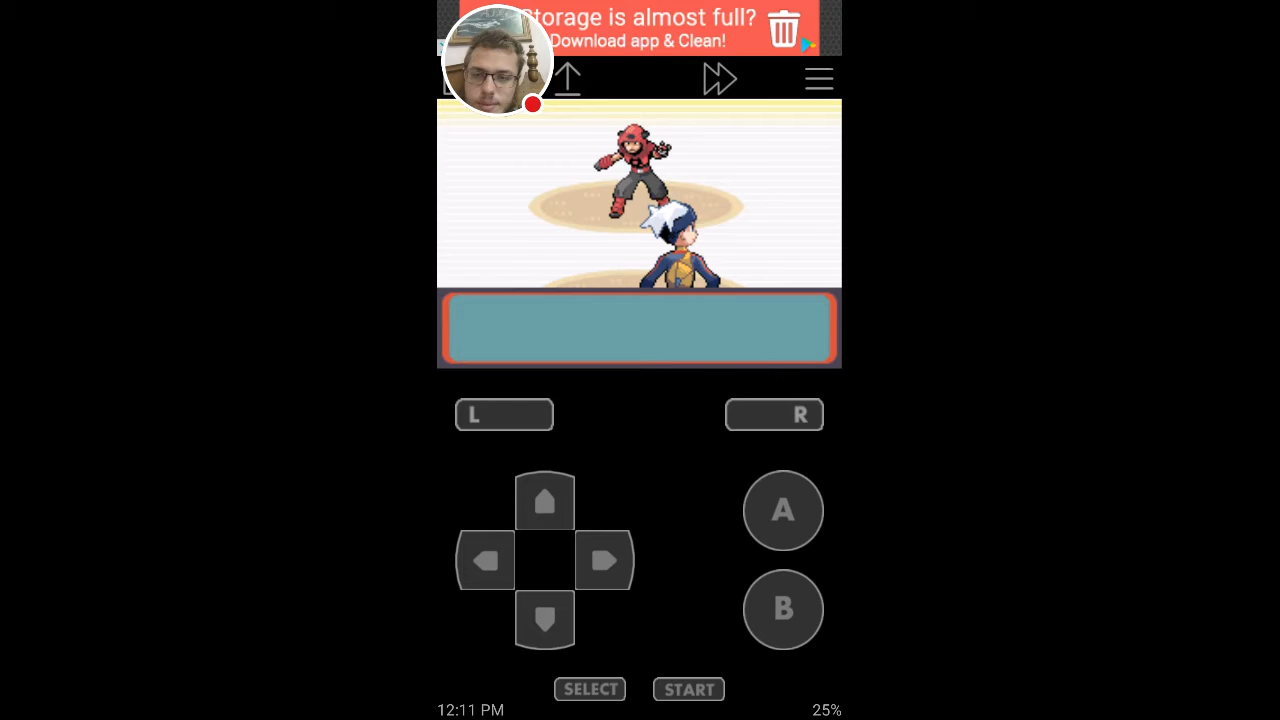 Storage is almost full?
Download app & Clean!
L
R
A
B
SELECT
START
12:11 PM
25%